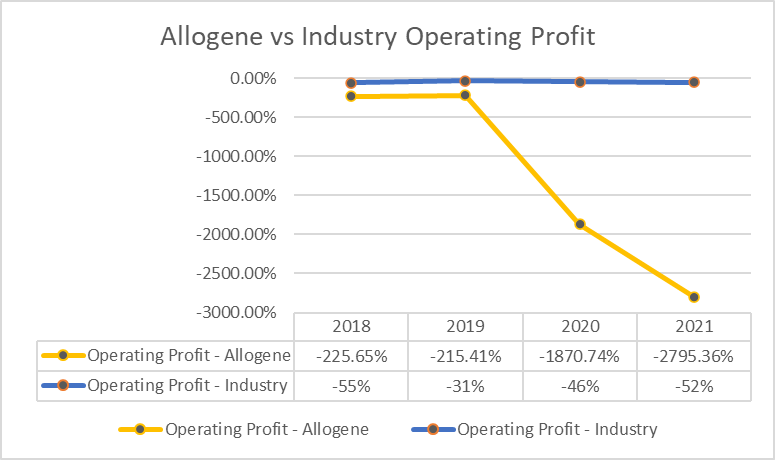 Allogene vs Industry Operating Profit
0.00%
-500.00%
-1000.00%
-1500.00%
-2000.00%
-2500.00%
-3000.00%
2018 2019 2020 2021
Operating Profit - Allogene -225.65% -215.41% -1870.74% -2795.36%
Operating Profit - Industry -55% -31% -46% -52%
Operating Profit - Allogene Operating Profit - Industry